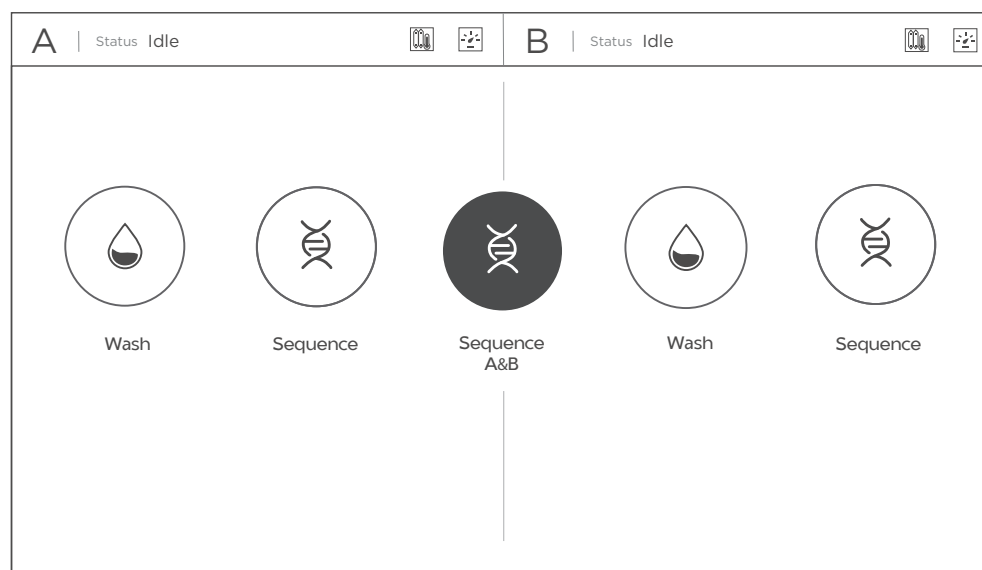 A Status Idle
B Status Idle
Wash
Sequence
Sequence
A&B
Wash
Sequence